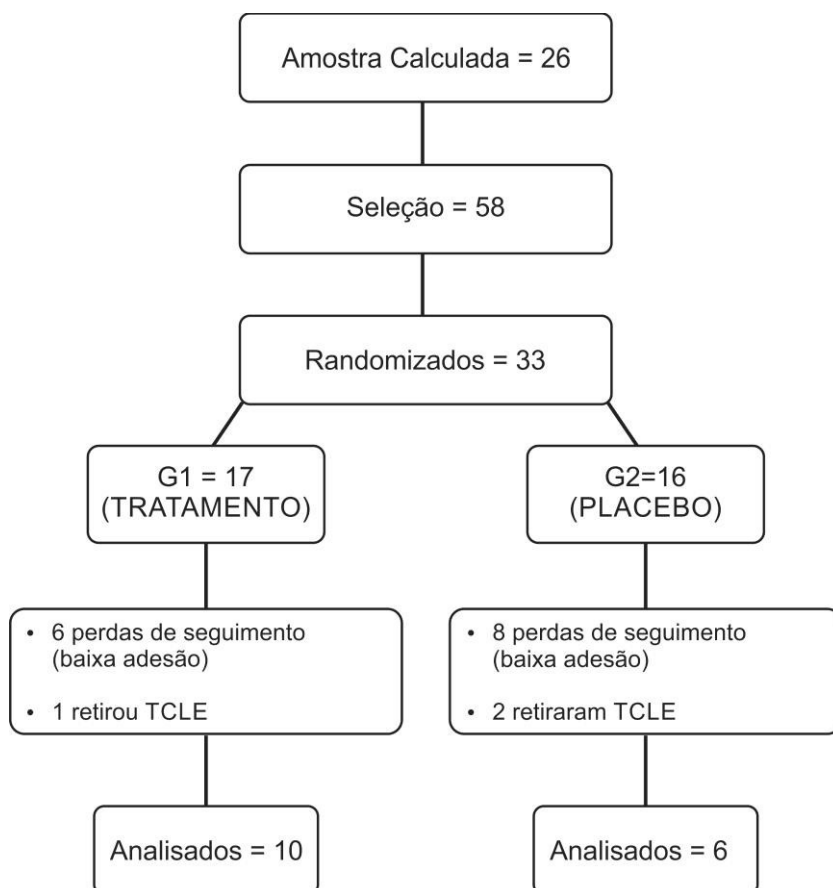 Amostra Calculada = 26
Seleção = 58
Randomizados = 33
G1 = 17
(TRATAMENTO)
G2=16
(PLACEBO)
• 6 perdas de seguimento
(baixa adesão)
• 1 retirou TCLE
• 8 perdas de seguimento
(baixa adesão)
• 2 retiraram TCLE
Analisados = 10
Analisados = 6